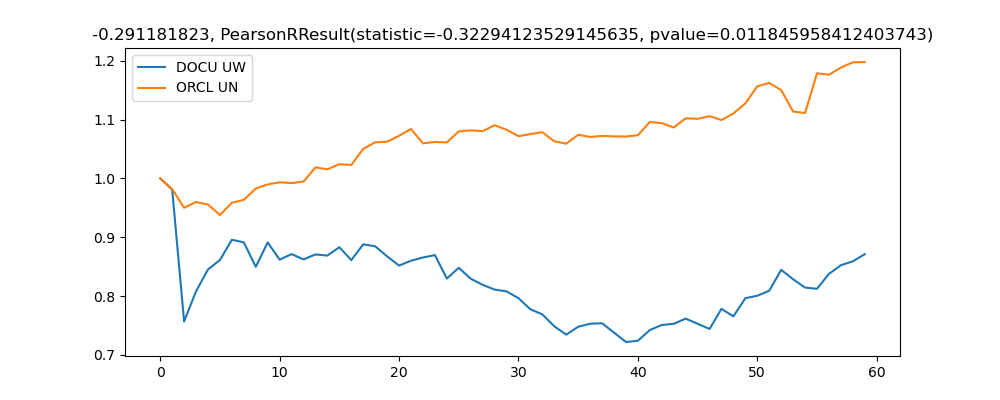 -0.291181823, PearsonRResult(statistic=-0.32294123529145635, pvalue=0.011845958412403743)
DOCU UW
ORCL UN
1.2
1.1
1.0
0.9
0.8
0.7
0 10 20 30 40 50 60